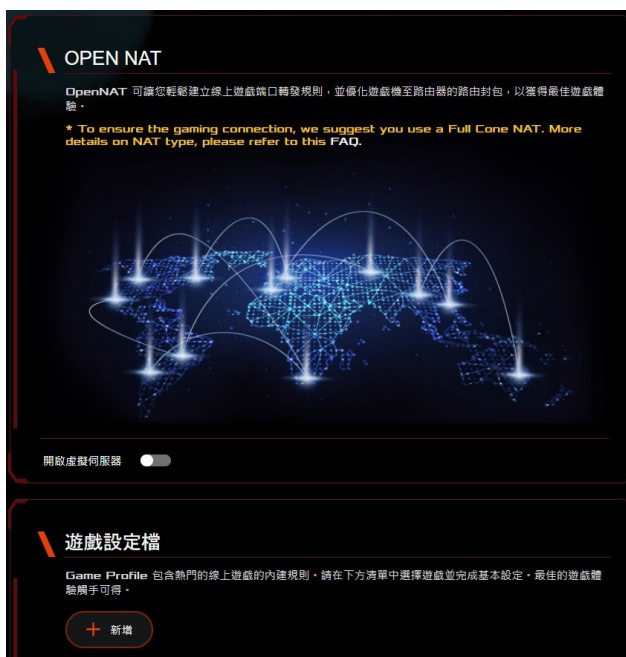 OPEN NAT
OpenNAT 可讓您輕鬆建立線上遊戲端口轉發規則，並優化遊戲機至路由器的路由封包，以獲得最佳遊戲體
驗。
* To ensure the gaming connection, we suggest you use a Full Cone NAT. More
details on NAT type, please refer to this FAQ.
開啟虛擬伺服器
遊戲設定檔
Game Profile 包含熱門的線上遊戲的內建規則。請在下方清單中選擇遊戲並完成基本設定。最佳的遊戲體
驗觸手可得。
＋ 新增